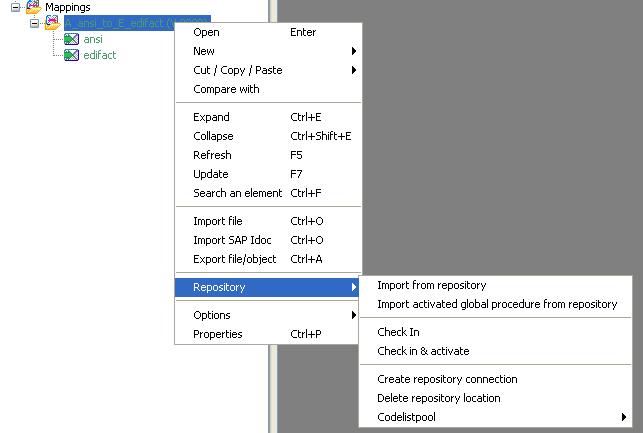 Mappings
A_ansi_to_E_edifact (V.0000)
ansi
edifact
Open Enter
New
Cut / Copy / Paste
Compare with
Expand Ctrl+E
Collapse Ctrl+Shift+E
Refresh F5
Update F7
Search an element Ctrl+F
Import file Ctrl+O
Import SAP Idoc Ctrl+O
Export file/object Ctrl+A
Repository
Options
Properties Ctrl+P
Import from repository
Import activated global procedure from repository
Check In
Check in & activate
Create repository connection
Delete repository location
Codelistpool